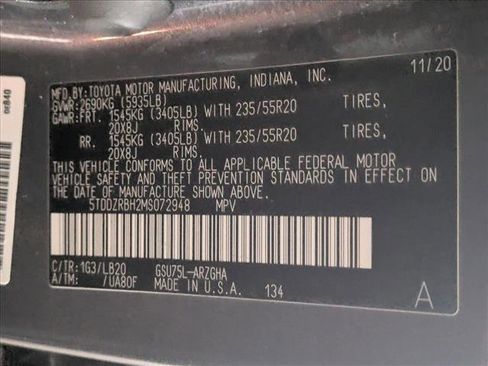 MFD.BY:TOYOTA MOTOR MANUFACTURING, INDIANA, INC. 11/20
GVWR:2690KG (5935LB)
GAWR:FRT. 1545KG (3405LB) WITH 235/55R20 TIRES,
20X8J RIMS.
RR. 1545KG (3405LB) WITH 235/55R20 TIRES,
20X8J RIMS.
THIS VEHICLE CONFORMS TO ALL APPLICABLE FEDERAL MOTOR
VEHICLE SAFETY AND THEFT PREVENTION STANDARDS IN EFFECT ON
THE DATE OF MANUFACTURE SHOWN ABOVE.
5TDDZRBH2MS072948 MPV
C/TR:1G3/LB20 GSU75L-ARZGHA
A/TM: /UA80F MADE IN U.S.A. 134 A